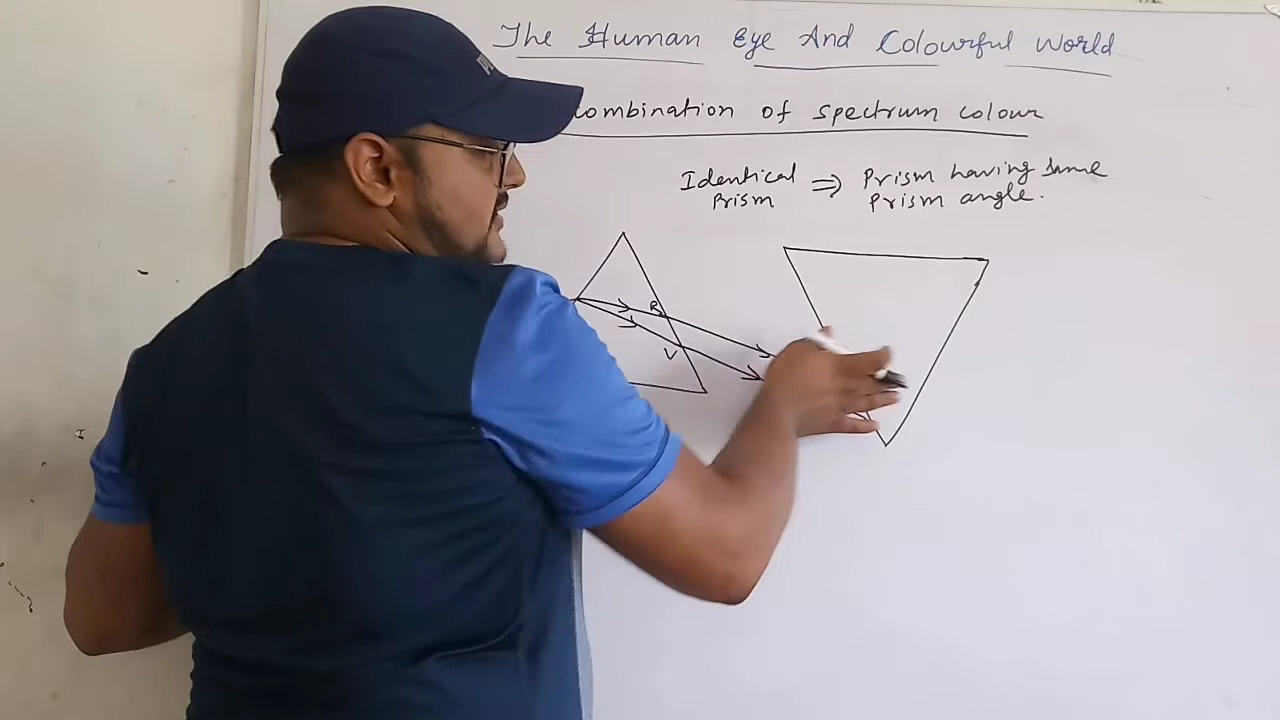 The Human Eye And Colourful World
combination of spectrum colour
Identical ⇒ Prism having same
Prism prism angle.
R
V